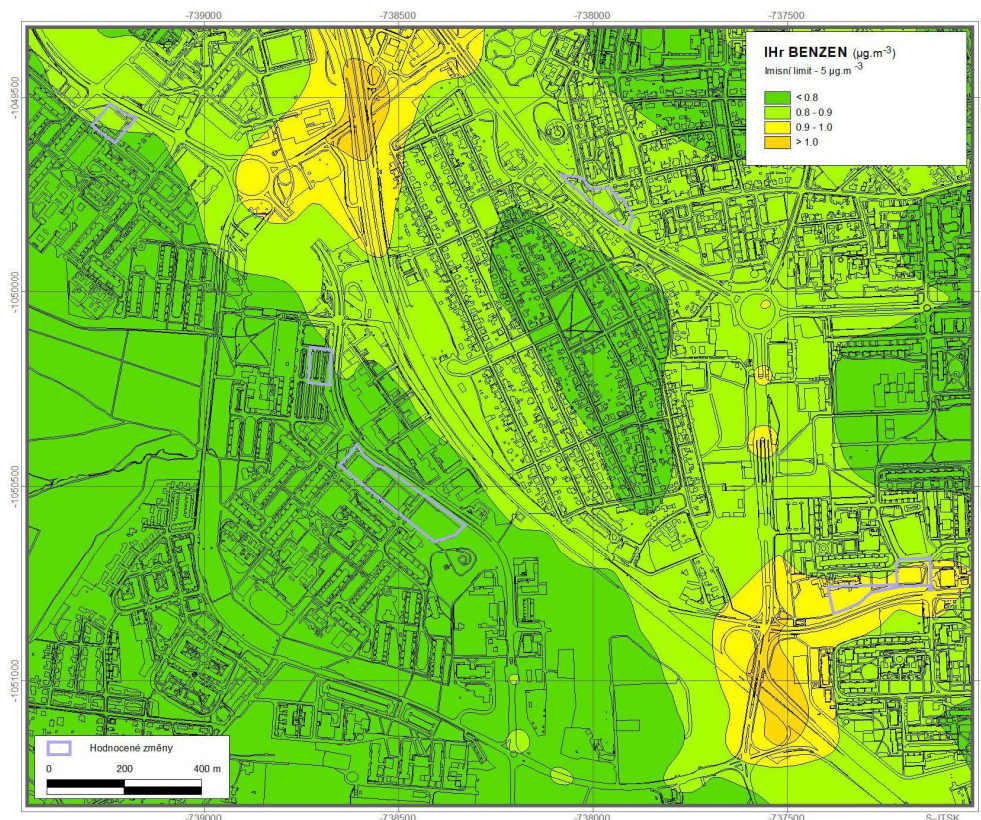 -739000 -738500 -738000 -737500
IHr BENZEN (µg.m-3)
Imisní limit - 5 µg.m -3
< 0.8
0.8 - 0.9
0.9 - 1.0
> 1.0
-1049500
-1050000
-1050500
-1051000
Hodnocené změny
0 200 400 m
-739000 -738500 -738000 -737500 S-JTSK